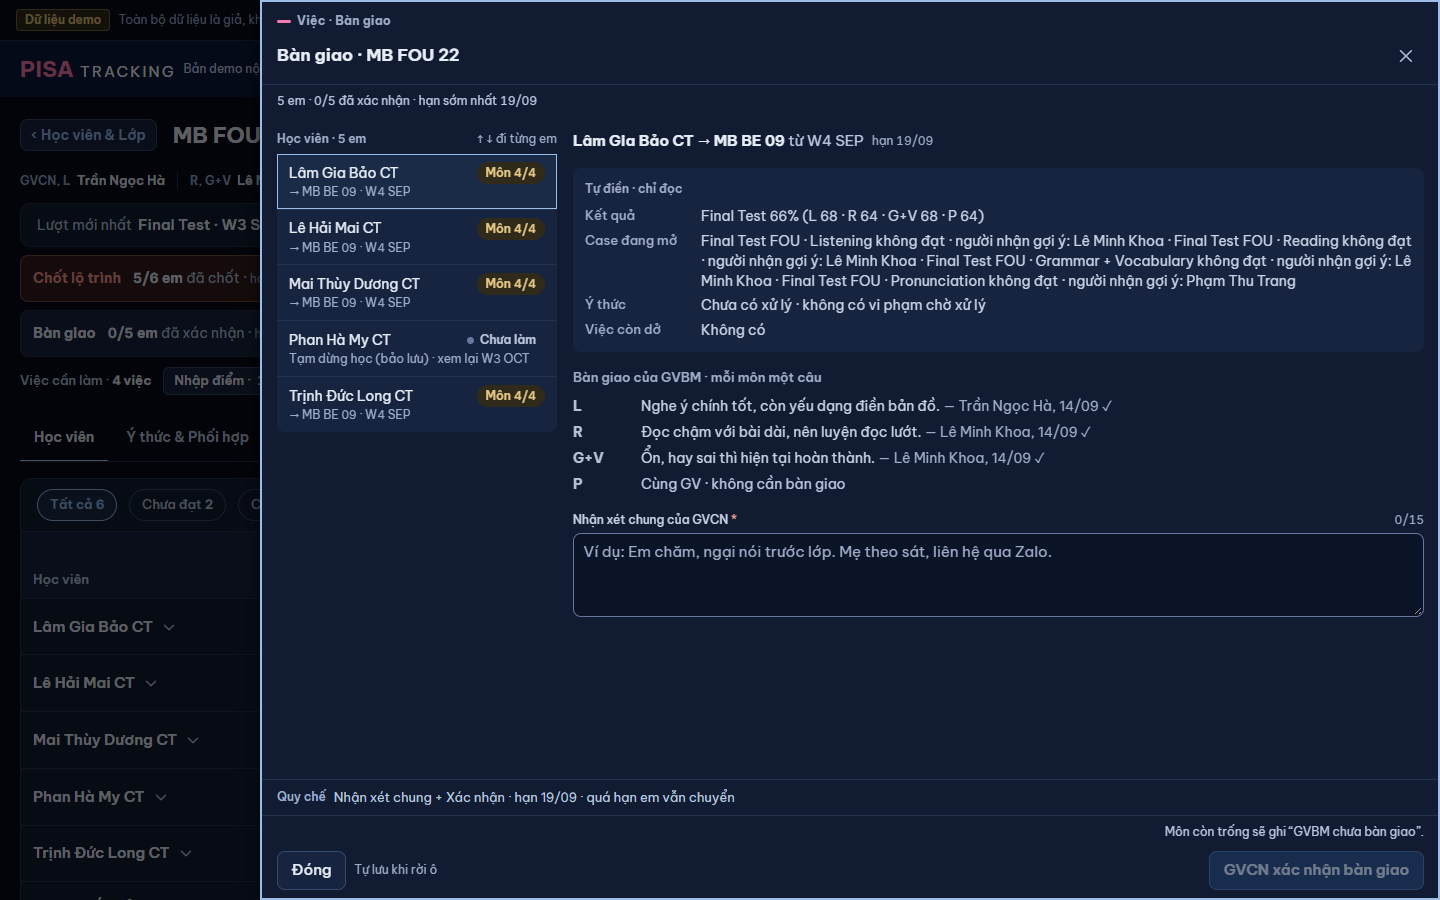 Dữ liệu demo Toàn bộ dữ liệu là giả, kh
PISA TRACKING Bản demo nộ
‹ Học viên & Lớp MB FOU
GVCN, L Trần Ngọc Hà R, G+V Lê
Lượt mới nhất Final Test · W3 S
Chốt lộ trình 5/6 em đã chốt · h
Bàn giao 0/5 em đã xác nhận · h
Việc cần làm · 4 việc Nhập điểm ·
Học viên Ý thức & Phối hợp
Tất cả 6 Chưa đạt 2
Học viên
Lâm Gia Bảo CT
Lê Hải Mai CT
Mai Thùy Dương CT
Phan Hà My CT
Trịnh Đức Long CT
Việc · Bàn giao
Bàn giao · MB FOU 22
5 em · 0/5 đã xác nhận · hạn sớm nhất 19/09
Học viên · 5 em ↑↓ đi từng em
Lâm Gia Bảo CT Môn 4/4
→ MB BE 09 · W4 SEP
Lê Hải Mai CT Môn 4/4
→ MB BE 09 · W4 SEP
Mai Thùy Dương CT Môn 4/4
→ MB BE 09 · W4 SEP
Phan Hà My CT Chưa làm
Tạm dừng học (bảo lưu) · xem lại W3 OCT
Trịnh Đức Long CT Môn 4/4
→ MB BE 09 · W4 SEP
Lâm Gia Bảo CT → MB BE 09 từ W4 SEP hạn 19/09
Tự điền · chỉ đọc
Kết quả Final Test 66% (L 68 · R 64 · G+V 68 · P 64)
Case đang mở Final Test FOU · Listening không đạt · người nhận gợi ý: Lê Minh Khoa · Final Test FOU · Reading không đạt
· người nhận gợi ý: Lê Minh Khoa · Final Test FOU · Grammar + Vocabulary không đạt · người nhận gợi ý: Lê
Minh Khoa · Final Test FOU · Pronunciation không đạt · người nhận gợi ý: Phạm Thu Trang
Ý thức Chưa có xử lý · không có vi phạm chờ xử lý
Việc còn dở Không có
Bàn giao của GVBM · mỗi môn một câu
L Nghe ý chính tốt, còn yếu dạng điền bản đồ. — Trần Ngọc Hà, 14/09 ✓
R Đọc chậm với bài dài, nên luyện đọc lướt. — Lê Minh Khoa, 14/09 ✓
G+V Ổn, hay sai thì hiện tại hoàn thành. — Lê Minh Khoa, 14/09 ✓
P Cùng GV · không cần bàn giao
Nhận xét chung của GVCN * 0/15
Ví dụ: Em chăm, ngại nói trước lớp. Mẹ theo sát, liên hệ qua Zalo.
Quy chế Nhận xét chung + Xác nhận · hạn 19/09 · quá hạn em vẫn chuyển
Môn còn trống sẽ ghi “GVBM chưa bàn giao”.
Đóng Tự lưu khi rời ô GVCN xác nhận bàn giao